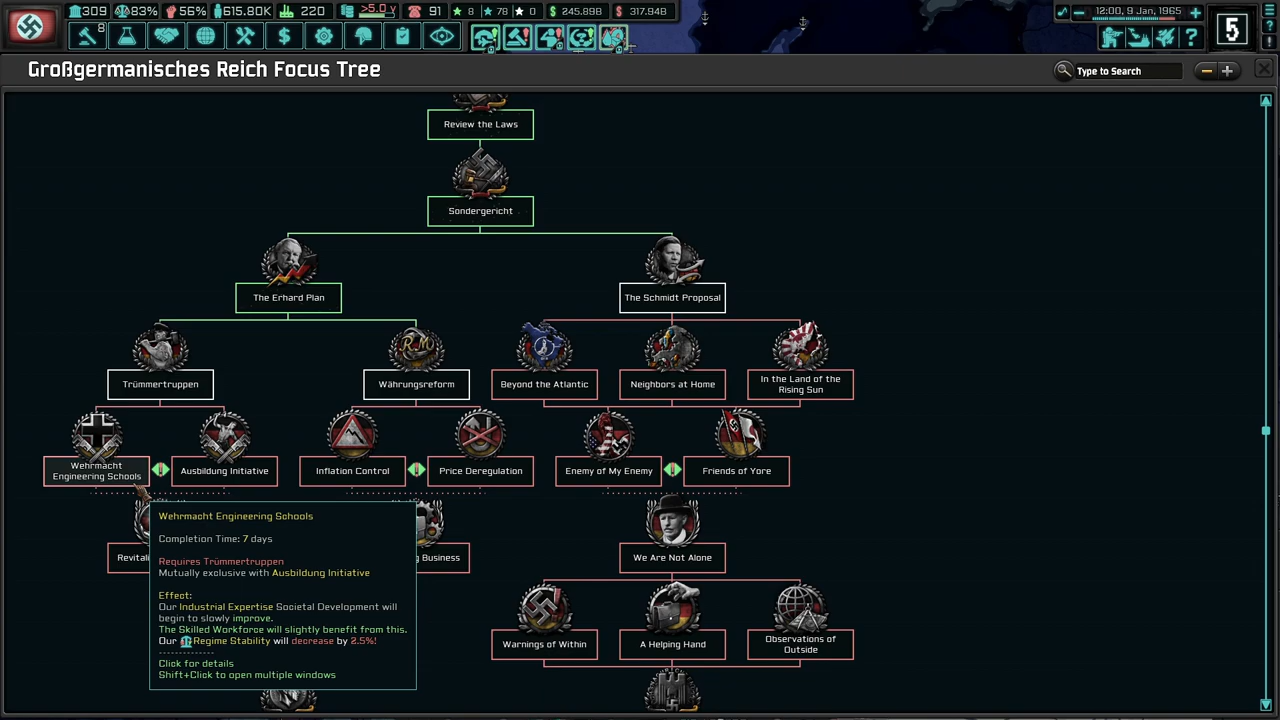 309 83% 56% 615.80K 220 >5.0 y 91 8 78 0 $ 245.89B $ 317.94B 12:00, 9 Jan, 1965
8 5
Großgermanisches Reich Focus Tree
Type to Search
Review the Laws
Sondergericht
The Erhard Plan
The Schmidt Proposal
Trümmertruppen
Währungsreform
Beyond the Atlantic
Neighbors at Home
In the Land of the
Rising Sun
Wehrmacht
Engineering Schools
Ausbildung Initiative
Inflation Control
Price Deregulation
Enemy of My Enemy
Friends of Yore
Wehrmacht Engineering Schools
Completion Time: 7 days
Requires Trümmertruppen
Mutually exclusive with Ausbildung Initiative
Effect:
Our Industrial Expertise Societal Development will
begin to slowly improve.
The Skilled Workforce will slightly benefit from this.
Our Regime Stability will decrease by 2.5%!
--------------
Click for details
Shift+Click to open multiple windows
Revitali
g Business
We Are Not Alone
Warnings of Within
A Helping Hand
Observations of
Outside